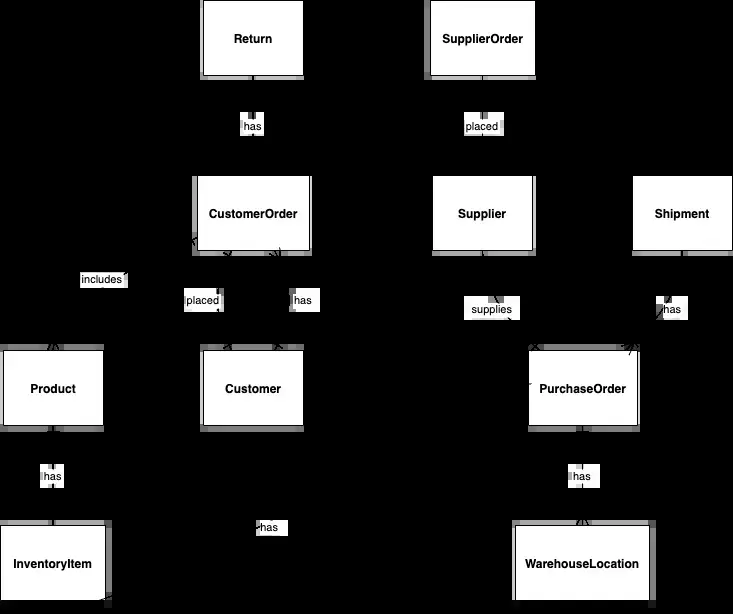 Return
SupplierOrder
has
placed
CustomerOrder
Supplier
Shipment
includes
placed
has
supplies
has
Product
Customer
PurchaseOrder
has
has
has
InventoryItem
WarehouseLocation